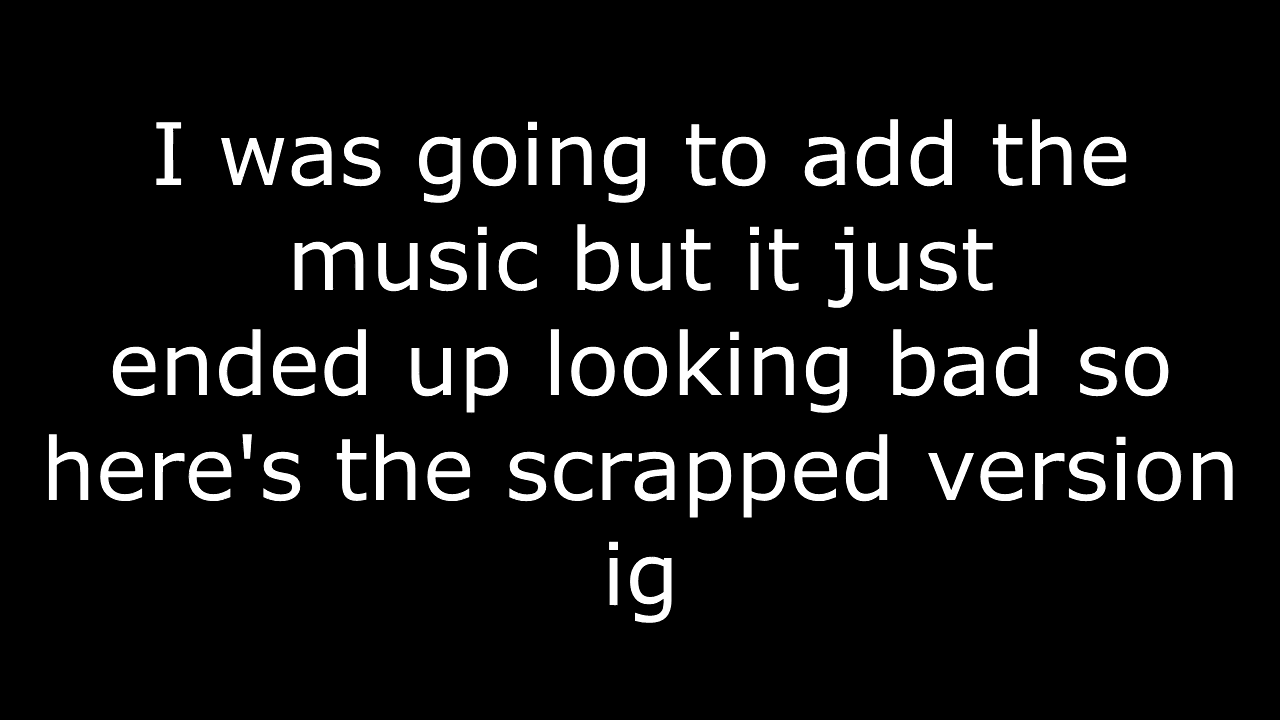 I was going to add the
music but it just
ended up looking bad so
here's the scrapped version
ig